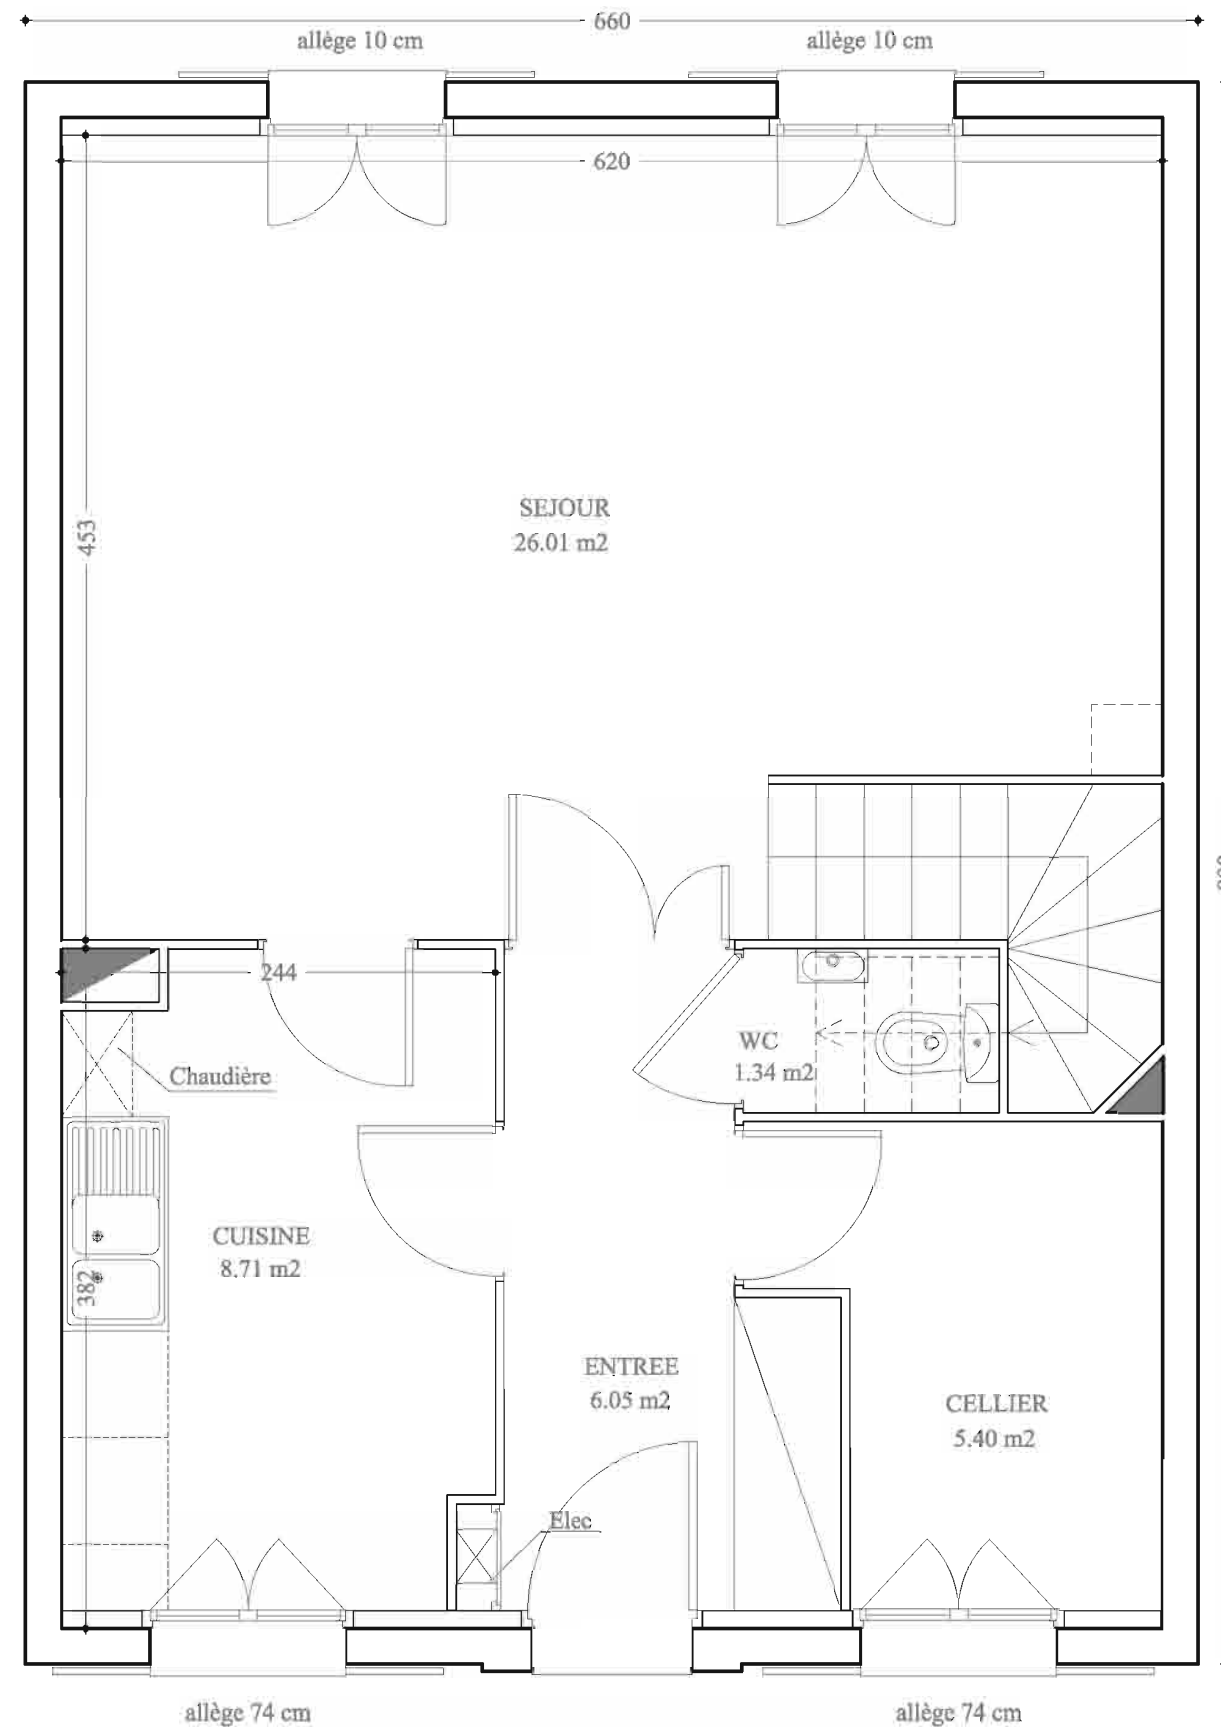 660
allège 10 cm
allège 10 cm
620
SEJOUR
26.01 m2
453
244
WC
1.34 m2
Chaudière
CUISINE
8.71 m2
382
ENTREE
6.05 m2
CELLIER
5.40 m2
Elec
allège 74 cm
allège 74 cm